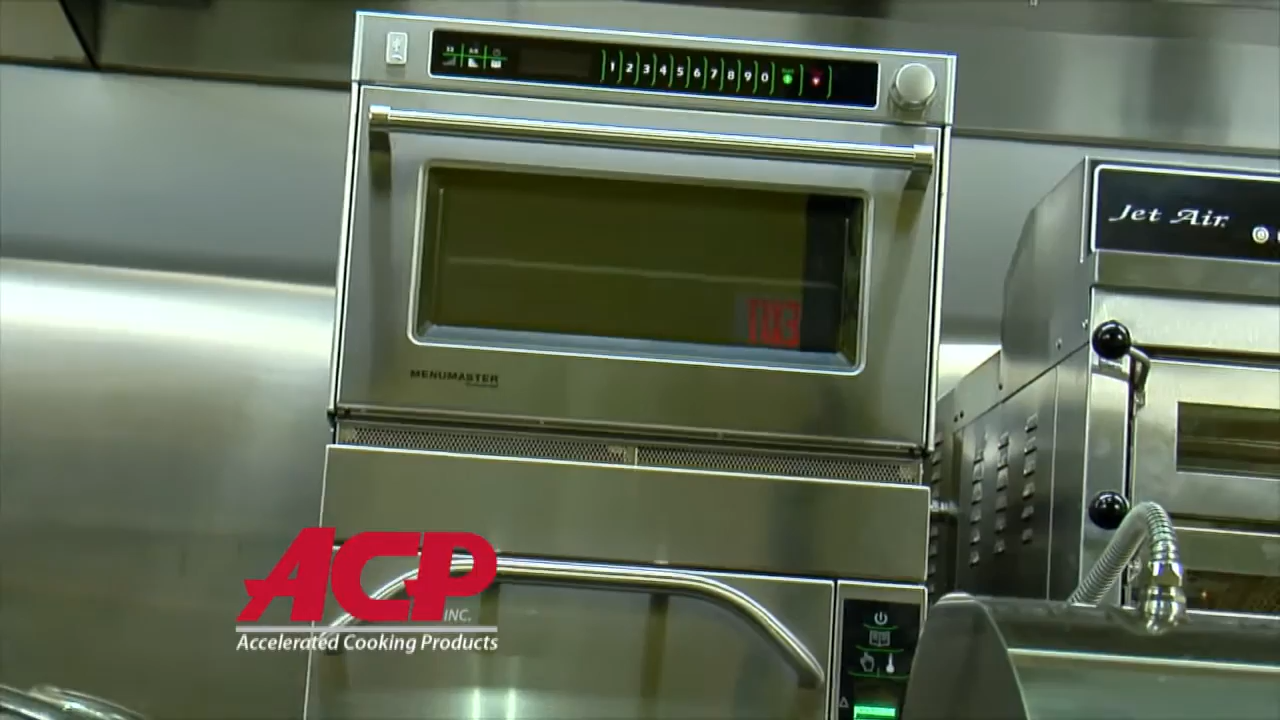 1 2 3 4 5 6 7 8 9 0
Jet Air
MENUMASTER
ACP
INC.
Accelerated Cooking Products